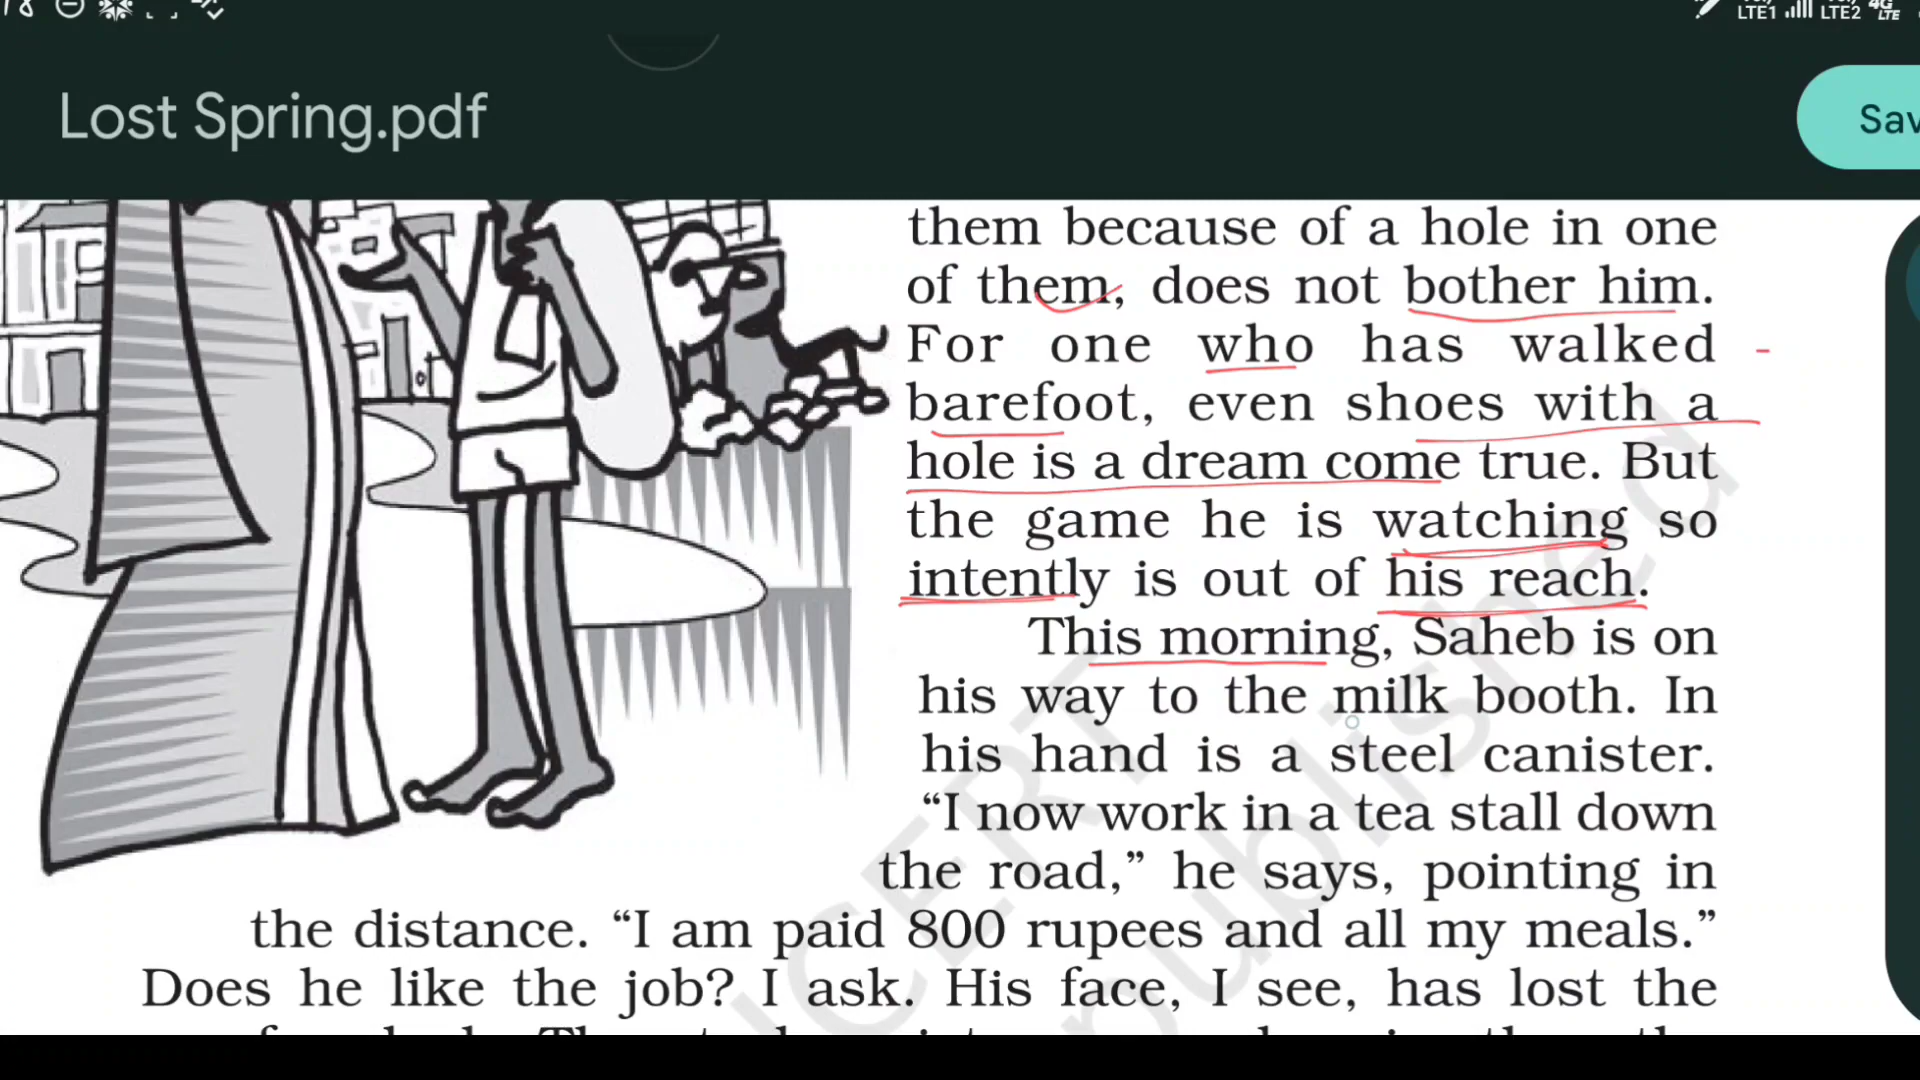 LTE1 LTE2 4G LTE
Lost Spring.pdf
them because of a hole in one
of them, does not bother him.
For one who has walked
barefoot, even shoes with a
hole is a dream come true. But
the game he is watching so
intently is out of his reach.
This morning, Saheb is on
his way to the milk booth. In
his hand is a steel canister.
“I now work in a tea stall down
the road,” he says, pointing in
the distance. “I am paid 800 rupees and all my meals.”
Does he like the job? I ask. His face, I see, has lost the